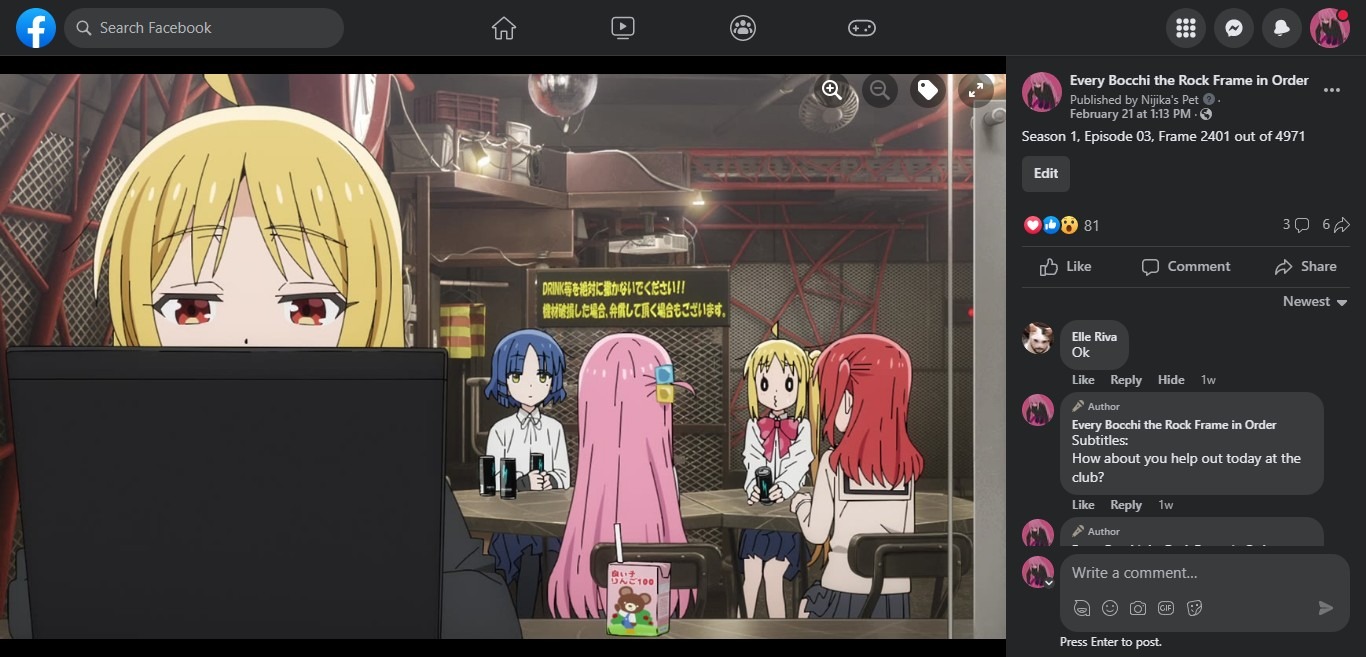 Search Facebook
DRINK等を絶対に撒かないでください!!
機材破損した場合、弁償して頂く場合もございます。
良い子
りんご100
Every Bocchi the Rock Frame in Order
Published by Nijika's Pet
February 21 at 1:13 PM
Season 1, Episode 03, Frame 2401 out of 4971
Edit
81
3
6
Like
Comment
Share
Newest
Elle Riva
Ok
Like Reply Hide 1w
Author
Every Bocchi the Rock Frame in Order
Subtitles:
How about you help out today at the
club?
Like Reply 1w
Author
Write a comment...
GIF
Press Enter to post.